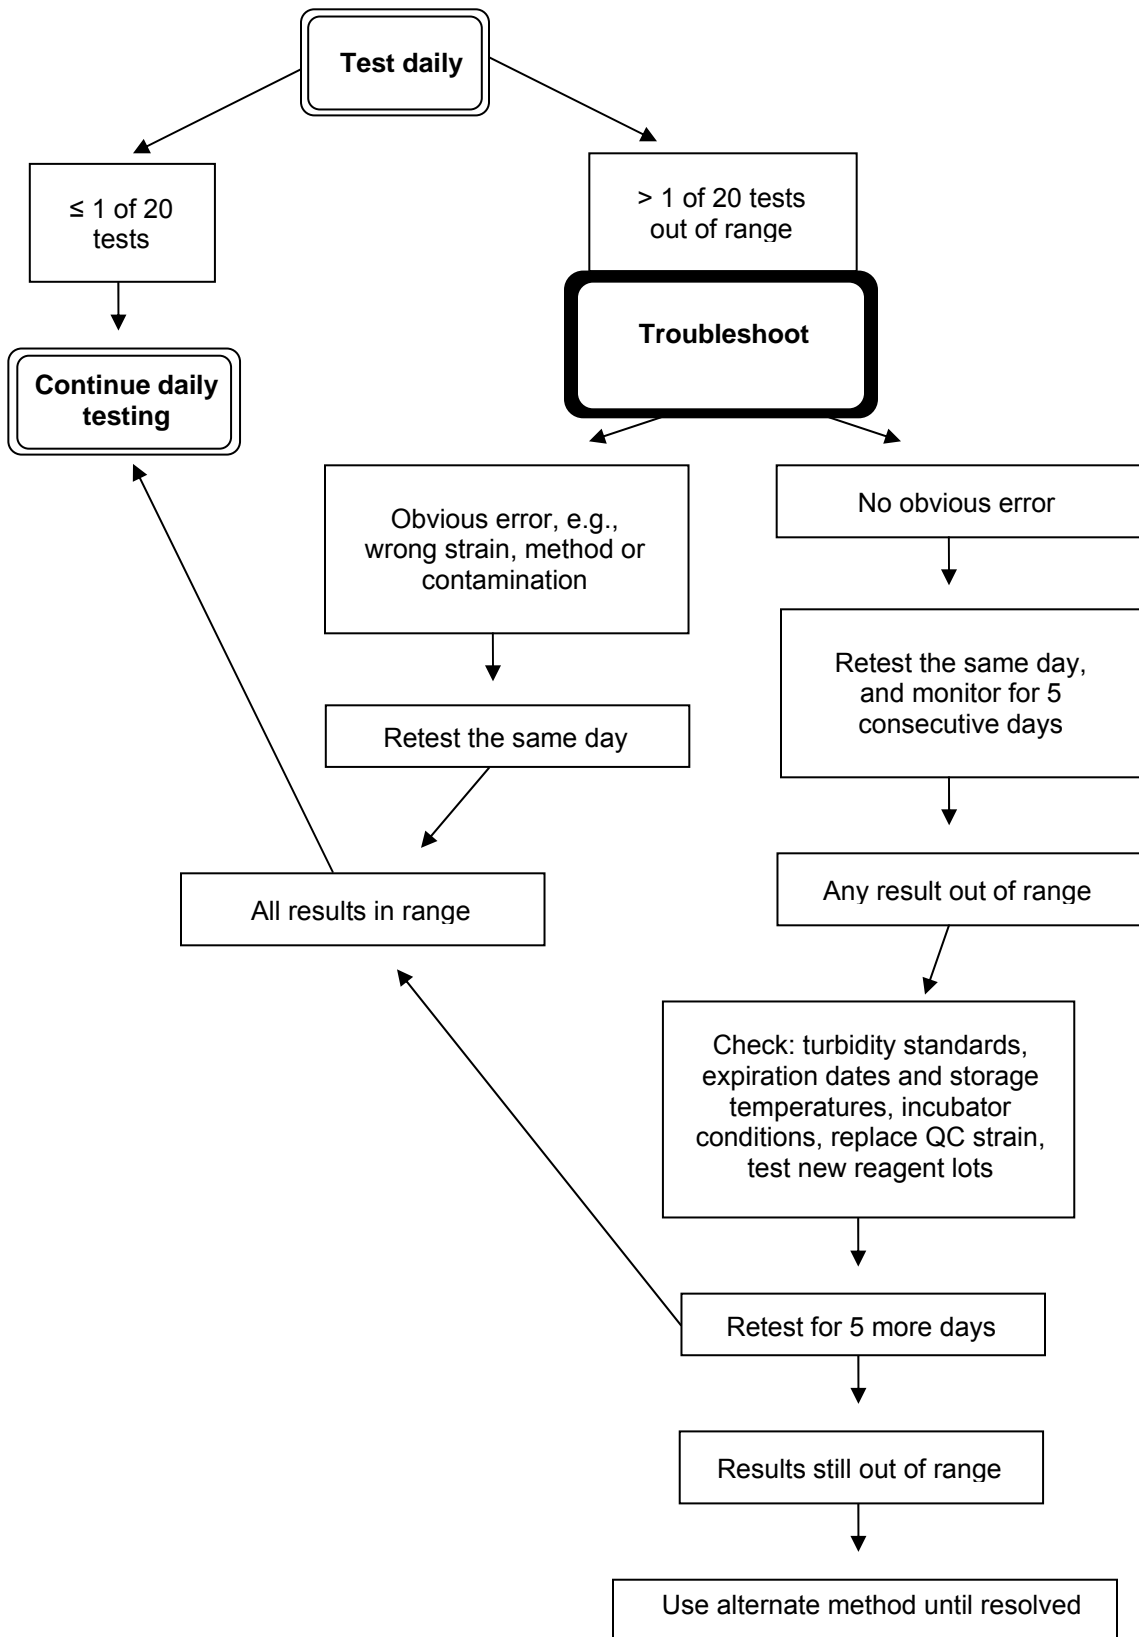 Test daily
≤ 1 of 20
tests
> 1 of 20 tests
out of range
Troubleshoot
Continue daily
testing
Obvious error, e.g.,
wrong strain, method or
contamination
No obvious error
Retest the same day,
and monitor for 5
consecutive days
Retest the same day
Any result out of range
All results in range
Check: turbidity standards,
expiration dates and storage
temperatures, incubator
conditions, replace QC strain,
test new reagent lots
Retest for 5 more days
Results still out of range
Use alternate method until resolved